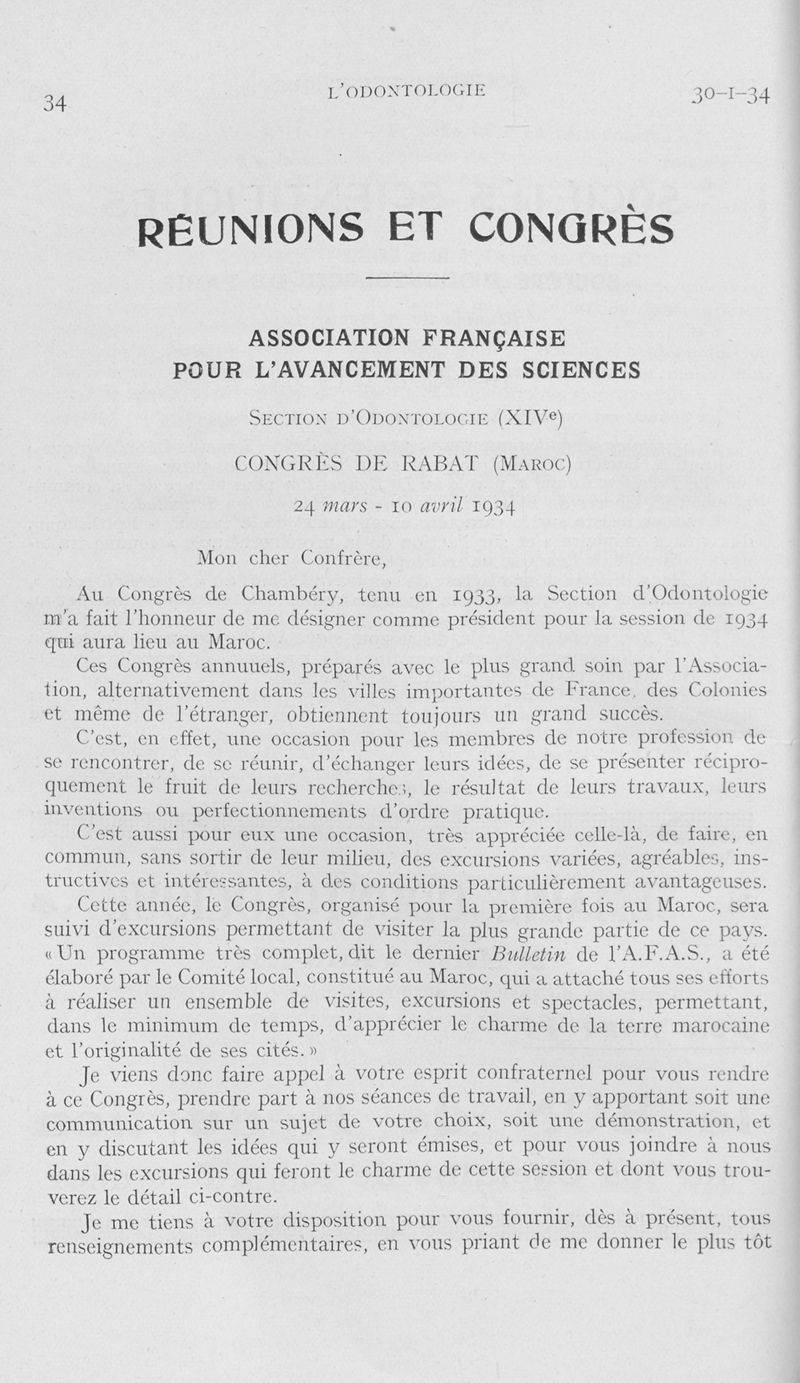 34
L'ODONTOLOGIE
30-1-34
RÉUNIONS ET CONGRÈS
ASSOCIATION FRANÇAISE
POUR L'AVANCEMENT DES SCIENCES
SECTION D'ODONTOLOGIE (XIVe)
CONGRÈS DE RABAT (MAROC)
24 mars - 10 avril 1934
Mon cher Confrère,
Au Congrès de Chambéry, tenu en 1933, la Section d'Odontologie
m'a fait l'honneur de me désigner comme président pour la session de 1934
qui aura lieu au Maroc.
Ces Congrès annuuels, préparés avec le plus grand soin par l'Associa-
tion, alternativement dans les villes importantes de France, des Colonies
et même de l'étranger, obtiennent toujours un grand succès.
C'est, en effet, une occasion pour les membres de notre profession de
se rencontrer, de se réunir, d'échanger leurs idées, de se présenter récipro-
quement le fruit de leurs recherches, le résultat de leurs travaux, leurs
inventions ou perfectionnements d'ordre pratique.
C'est aussi pour eux une occasion, très appréciée celle-là, de faire, en
commun, sans sortir de leur milieu, des excursions variées, agréables, ins-
tructives et intéressantes, à des conditions particulièrement avantageuses.
Cette année, le Congrès, organisé pour la première fois au Maroc, sera
suivi d'excursions permettant de visiter la plus grande partie de ce pays.
« Un programme très complet, dit le dernier Bulletin de l'A.F.A.S., a été
élaboré par le Comité local, constitué au Maroc, qui a attaché tous ses efforts
à réaliser un ensemble de visites, excursions et spectacles, permettant,
dans le minimum de temps, d'apprécier le charme de la terre marocaine
et l'originalité de ses cités. »
Je viens donc faire appel à votre esprit confraternel pour vous rendre
à ce Congrès, prendre part à nos séances de travail, en y apportant soit une
communication sur un sujet de votre choix, soit une démonstration, et
en y discutant les idées qui y seront émises, et pour vous joindre à nous
dans les excursions qui feront le charme de cette session et dont vous trou-
verez le détail ci-contre.
Je me tiens à votre disposition pour vous fournir, dès à présent, tous
renseignements complémentaires, en vous priant de me donner le plus tôt